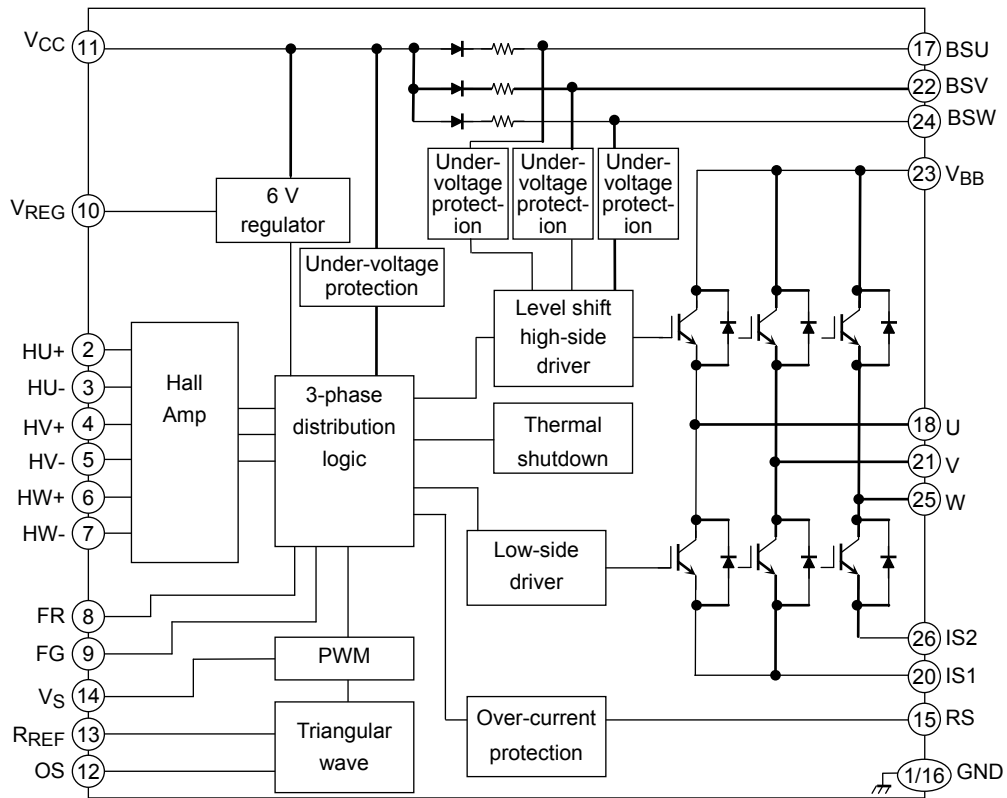 VCC 11
17 BSU
22 BSV
24 BSW
23 VBB
VREG 10
6 V
regulator
Under-
voltage
protect-
ion
Under-
voltage
protect-
ion
Under-
voltage
protect-
ion
Under-voltage
protection
Level shift
high-side
driver
HU+ 2
HU- 3
HV+ 4
HV- 5
HW+ 6
HW- 7
Hall
Amp
3-phase
distribution
logic
Thermal
shutdown
18 U
21 V
25 W
Low-side
driver
FR 8
FG 9
VS 14
RREF 13
OS 12
PWM
Triangular
wave
Over-current
protection
26 IS2
20 IS1
15 RS
1/16 GND